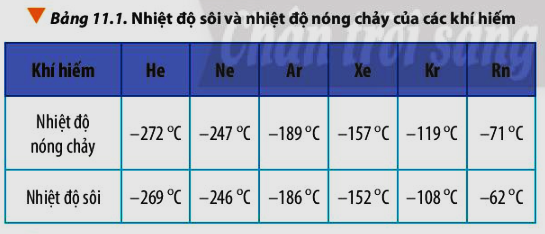 ▼ Bảng 11.1. Nhiệt độ sôi và nhiệt độ nóng chảy của các khí hiếm
Chân trời sáng
Khí hiếm He Ne Ar Xe Kr Rn
Nhiệt độ
nóng chảy –272 °C –247 °C –189 °C –157 °C –119 °C –71 °C
Nhiệt độ sôi –269 °C –246 °C –186 °C –152 °C –108 °C –62 °C